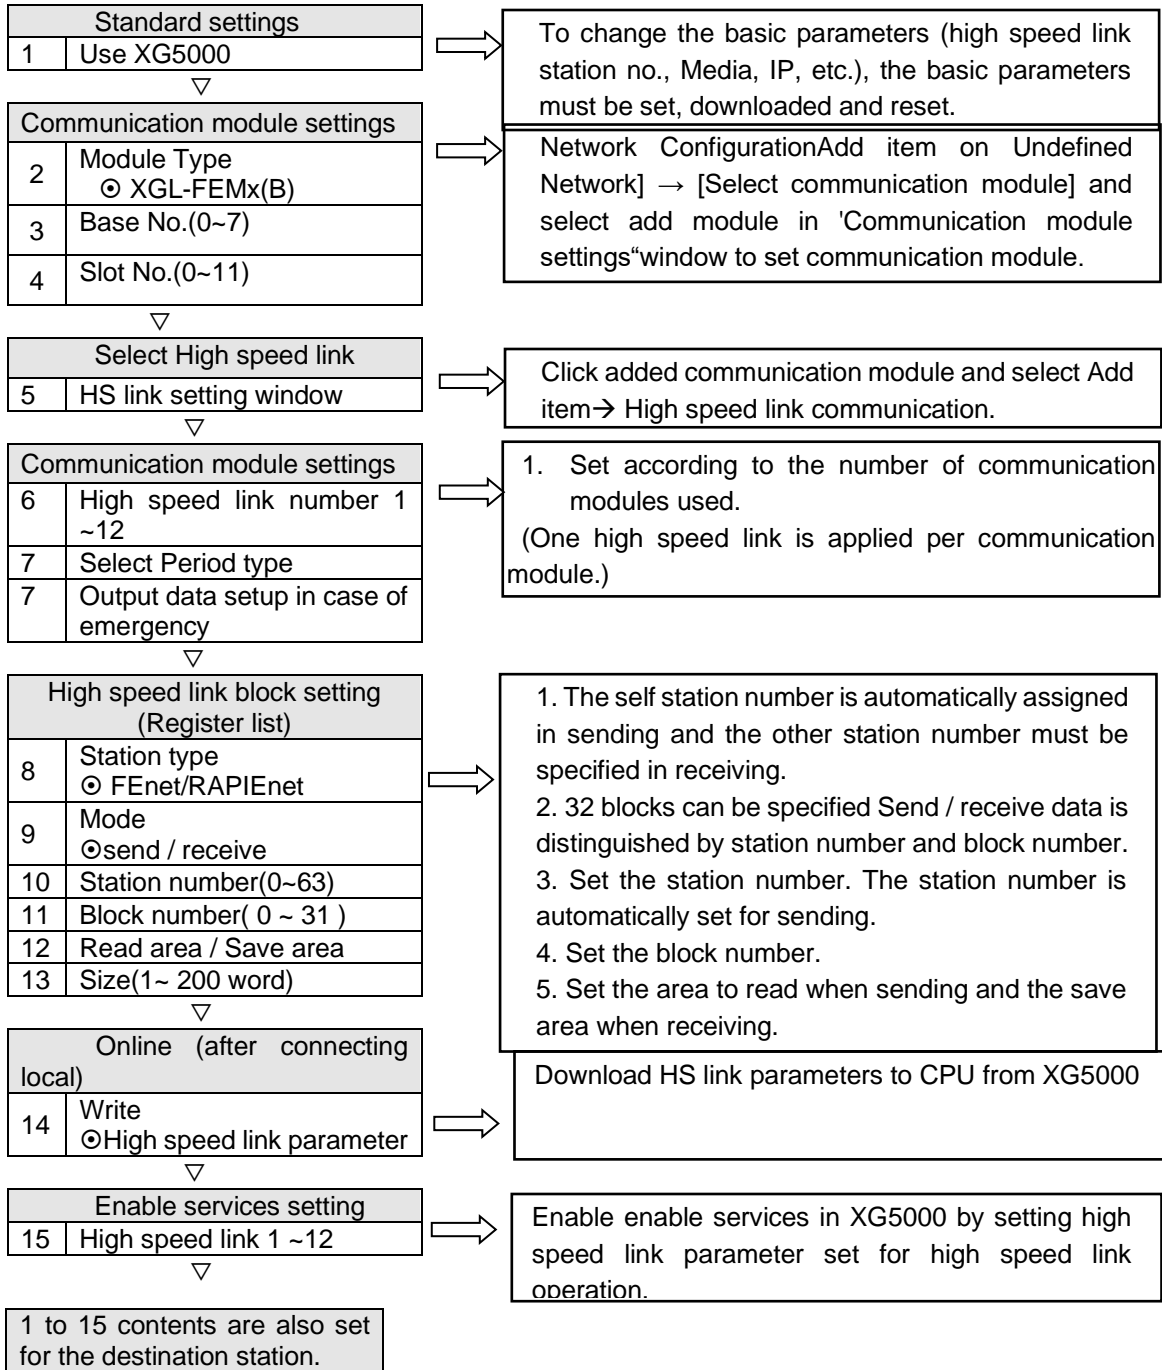 Standard settings
1 Use XG5000
▽
To change the basic parameters (high speed link
station no., Media, IP, etc.), the basic parameters
must be set, downloaded and reset.
Communication module settings
2 Module Type
⊙ XGL-FEMx(B)
3 Base No.(0~7)
4 Slot No.(0~11)
▽
Network ConfigurationAdd item on Undefined
Network] → [Select communication module] and
select add module in 'Communication module
settings“window to set communication module.
Select High speed link
5 HS link setting window
▽
Click added communication module and select Add
item→ High speed link communication.
Communication module settings
6 High speed link number 1
~12
7 Select Period type
7 Output data setup in case of
emergency
▽
1. Set according to the number of communication
modules used.
(One high speed link is applied per communication
module.)
High speed link block setting
(Register list)
8 Station type
⊙ FEnet/RAPIEnet
9 Mode
⊙send / receive
10 Station number(0~63)
11 Block number( 0 ~ 31 )
12 Read area / Save area
13 Size(1~ 200 word)
▽
1. The self station number is automatically assigned
in sending and the other station number must be
specified in receiving.
2. 32 blocks can be specified Send / receive data is
distinguished by station number and block number.
3. Set the station number. The station number is
automatically set for sending.
4. Set the block number.
5. Set the area to read when sending and the save
area when receiving.
Online (after connecting
local)
14 Write
⊙High speed link parameter
▽
Download HS link parameters to CPU from XG5000
Enable services setting
15 High speed link 1 ~12
▽
Enable enable services in XG5000 by setting high
speed link parameter set for high speed link
operation.
1 to 15 contents are also set
for the destination station.